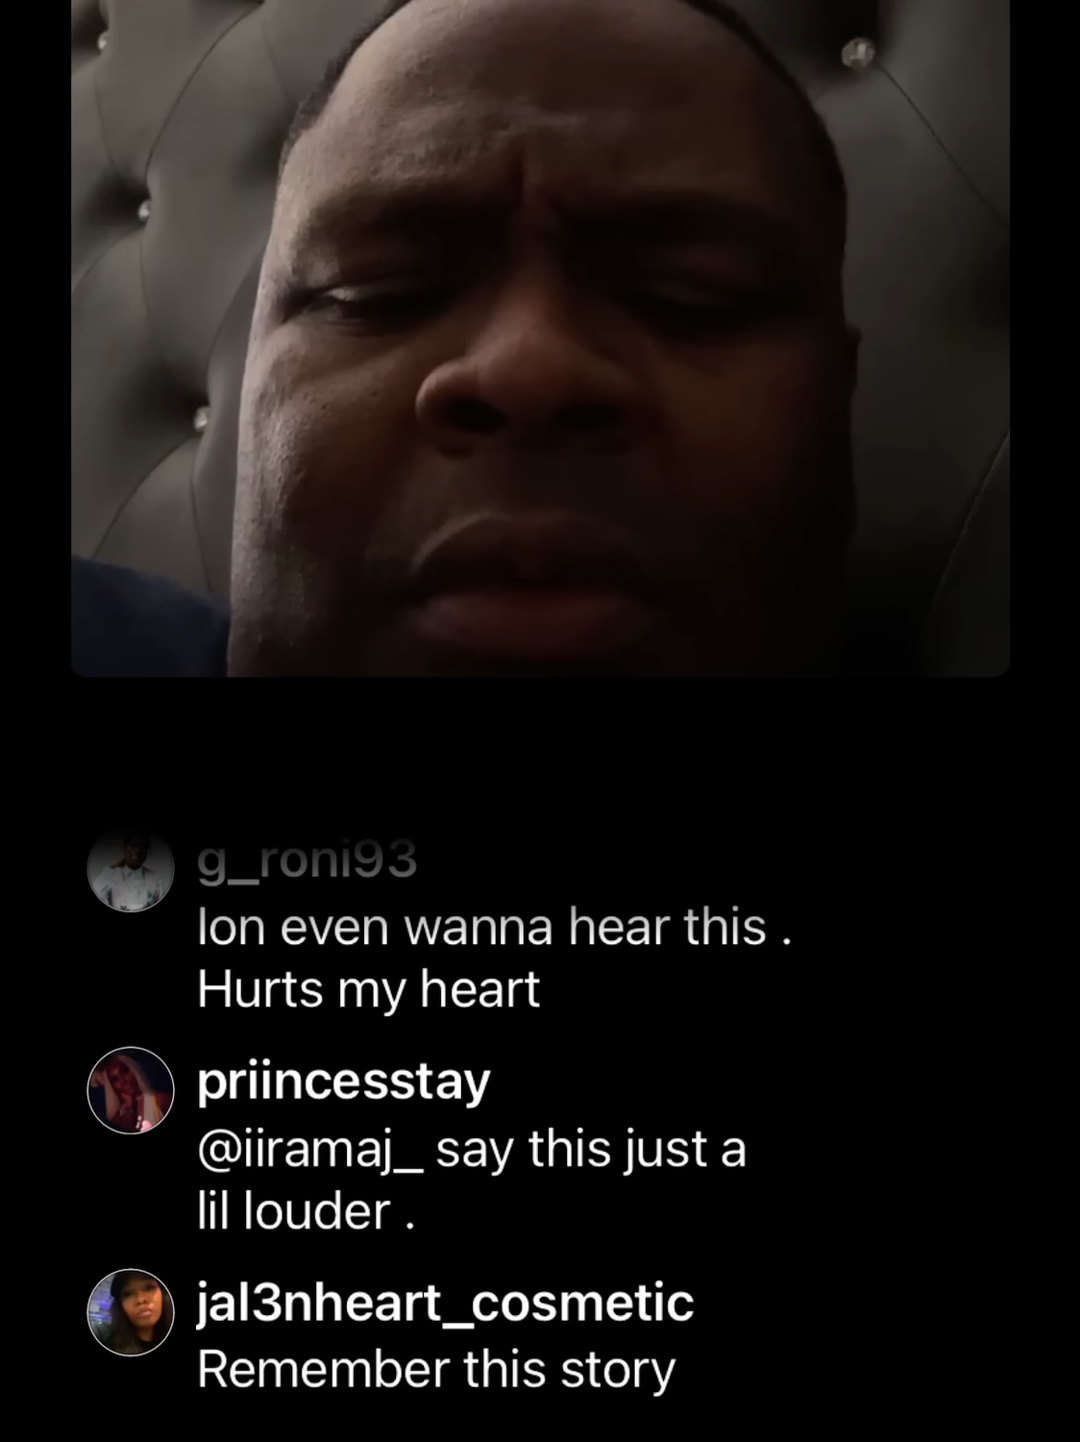 g_roni93
Ion even wanna hear this .
Hurts my heart
priincesstay
@iiramaj_ say this just a
lil louder .
jal3nheart_cosmetic
Remember this story